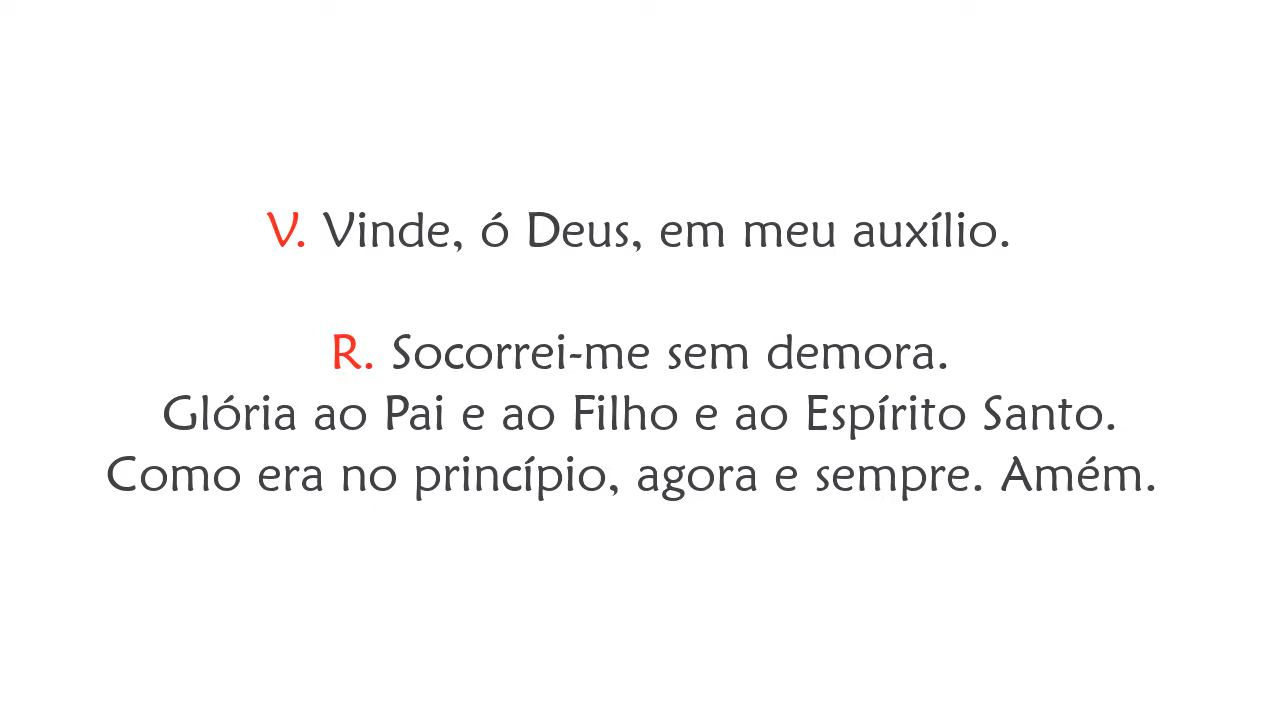 V. Vinde, ó Deus, em meu auxílio.
R. Socorrei-me sem demora.
Glória ao Pai e ao Filho e ao Espírito Santo.
Como era no princípio, agora e sempre. Amém.